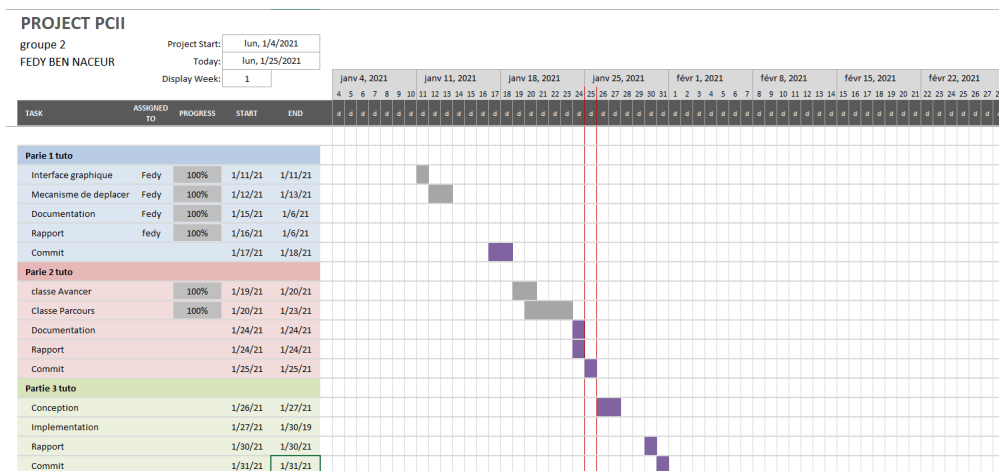 PROJECT PCII
groupe 2 Project Start: lun, 1/4/2021
FEDY BEN NACEUR Today: lun, 1/25/2021
Display Week: 1 janv 4, 2021 janv 11, 2021 janv 18, 2021 janv 25, 2021 févr 1, 2021 févr 8, 2021 févr 15, 2021 févr 22, 2021
4 5 6 7 8 9 10 11 12 13 14 15 16 17 18 19 20 21 22 23 24 25 26 27 28 29 30 31 1 2 3 4 5 6 7 8 9 10 11 12 13 14 15 16 17 18 19 20 21 22 23 24 25 26 27 2
TASK ASSIGNED TO PROGRESS START END d d d d d d d d d d d d d d d d d d d d d d d d d d d d d d d d d d d d d d d d d d d d d d d d d d d d d d d d
Parie 1 tuto
Interface graphique Fedy 100% 1/11/21 1/11/21
Mecanisme de deplacer Fedy 100% 1/12/21 1/13/21
Documentation Fedy 100% 1/15/21 1/6/21
Rapport fedy 100% 1/16/21 1/6/21
Commit 1/17/21 1/18/21
Parie 2 tuto
classe Avancer 100% 1/19/21 1/20/21
Classe Parcours 100% 1/20/21 1/23/21
Documentation 1/24/21 1/24/21
Rapport 1/24/21 1/24/21
Commit 1/25/21 1/25/21
Partie 3 tuto
Conception 1/26/21 1/27/21
Implementation 1/27/21 1/30/19
Rapport 1/30/21 1/30/21
Commit 1/31/21 1/31/21